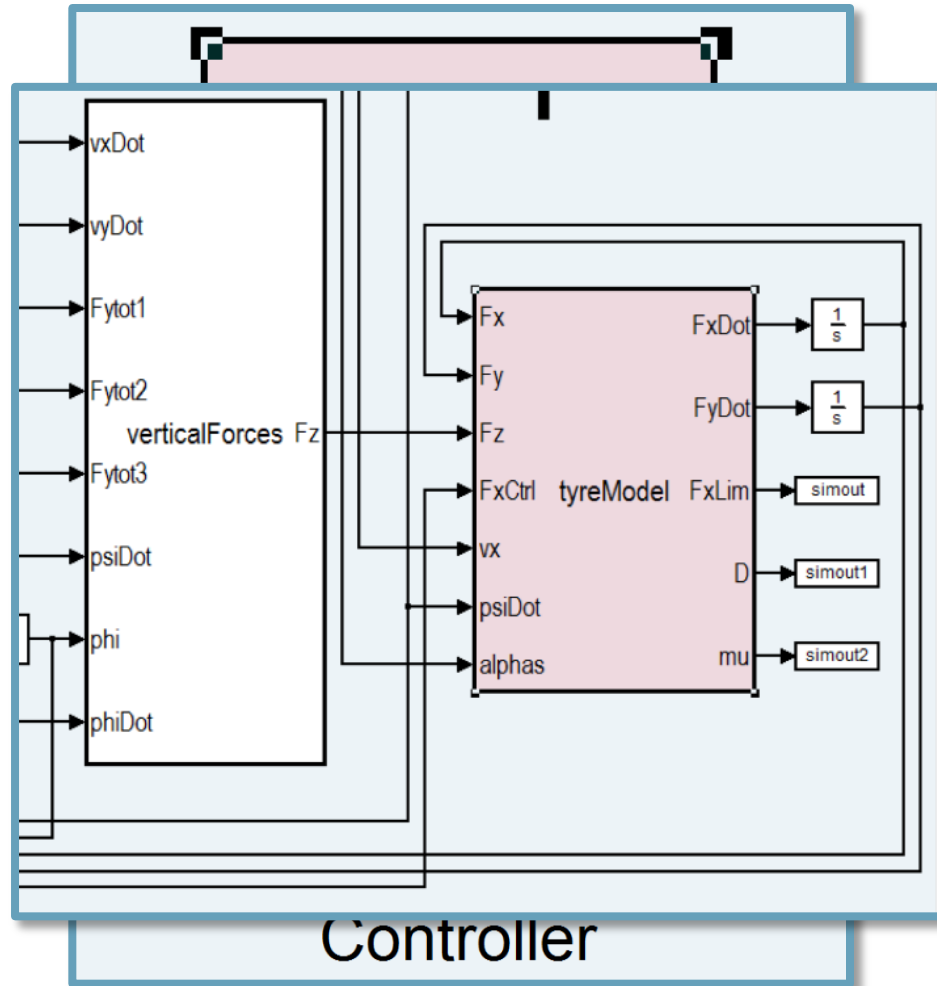 vxDot
vyDot
Fytot1
Fytot2
Fytot3
psiDot
phi
phiDot
verticalForces Fz
Fx
Fy
Fz
FxCtrl
vx
psiDot
alphas
tyreModel
FxDot
FyDot
FxLim
D
mu
1
s
1
s
simout
simout1
simout2
Controller